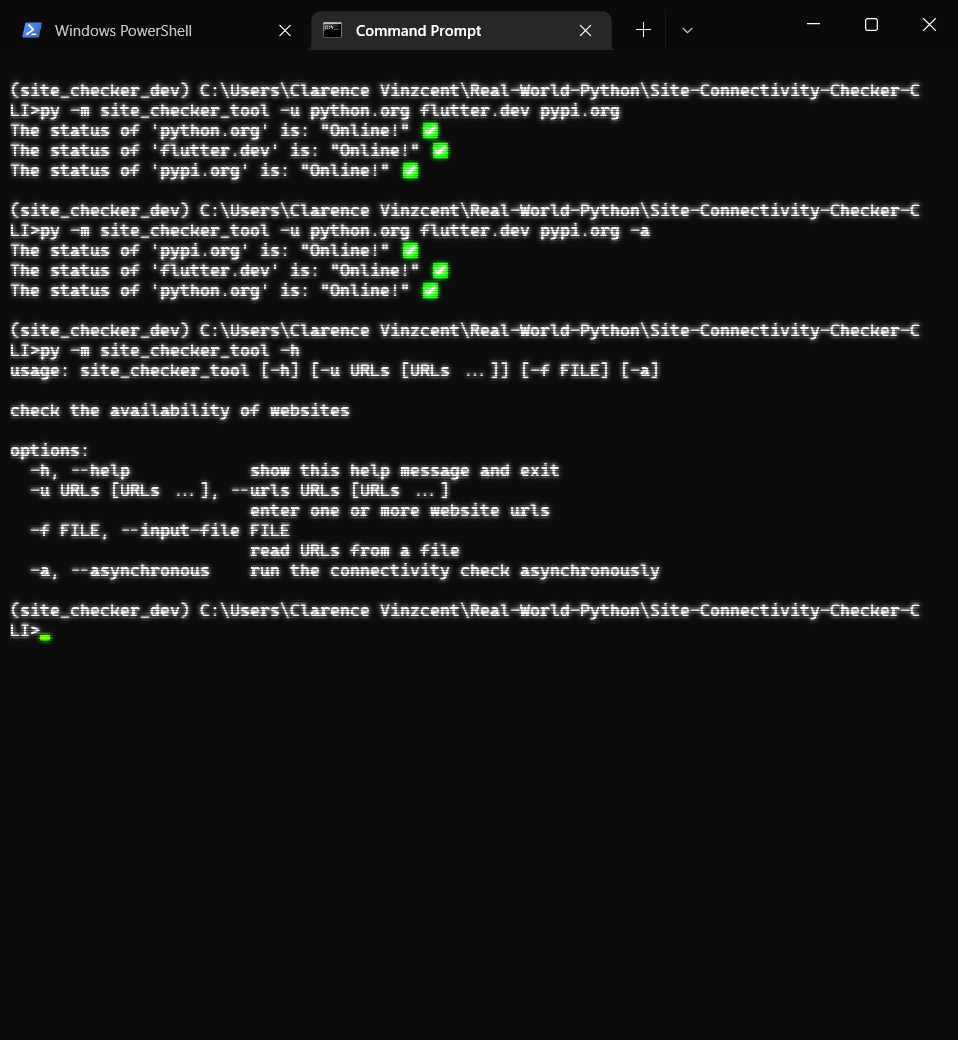 Windows PowerShell
Command Prompt
(site_checker_dev) C:\Users\Clarence Vinzcent\Real-World-Python\Site-Connectivity-Checker-C
LI>py -m site_checker_tool -u python.org flutter.dev pypi.org
The status of 'python.org' is: "Online!" ✅
The status of 'flutter.dev' is: "Online!" ✅
The status of 'pypi.org' is: "Online!" ✅
(site_checker_dev) C:\Users\Clarence Vinzcent\Real-World-Python\Site-Connectivity-Checker-C
LI>py -m site_checker_tool -u python.org flutter.dev pypi.org -a
The status of 'pypi.org' is: "Online!" ✅
The status of 'flutter.dev' is: "Online!" ✅
The status of 'python.org' is: "Online!" ✅
(site_checker_dev) C:\Users\Clarence Vinzcent\Real-World-Python\Site-Connectivity-Checker-C
LI>py -m site_checker_tool -h
usage: site_checker_tool [-h] [-u URLs [URLs ...]] [-f FILE] [-a]
check the availability of websites
options:
-h, --help show this help message and exit
-u URLs [URLs ...], --urls URLs [URLs ...]
enter one or more website urls
-f FILE, --input-file FILE
read URLs from a file
-a, --asynchronous run the connectivity check asynchronously
(site_checker_dev) C:\Users\Clarence Vinzcent\Real-World-Python\Site-Connectivity-Checker-C
LI>